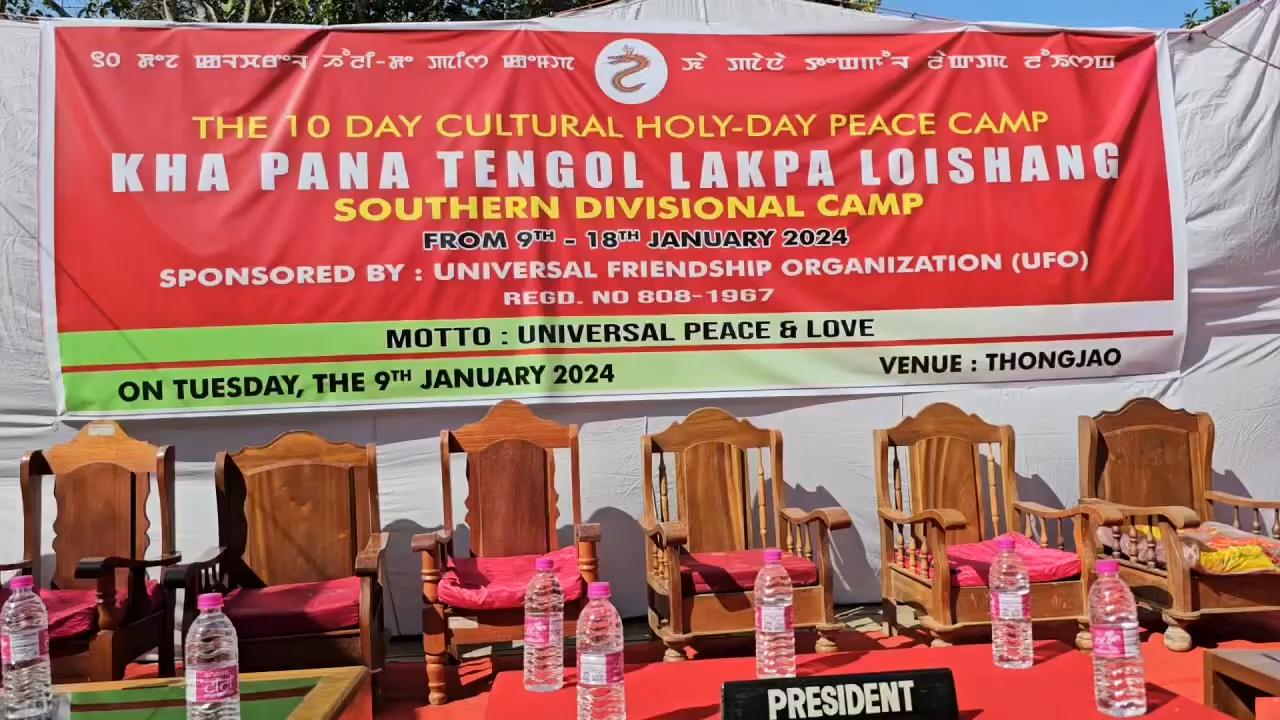 THE 10 DAY CULTURAL HOLY-DAY PEACE CAMP
KHA PANA TENGOL LAKPA LOISHANG
SOUTHERN DIVISIONAL CAMP
FROM 9TH - 18TH JANUARY 2024
SPONSORED BY : UNIVERSAL FRIENDSHIP ORGANIZATION (UFO)
REGD. NO 808-1967
MOTTO : UNIVERSAL PEACE & LOVE
ON TUESDAY, THE 9TH JANUARY 2024
VENUE : THONGJAO
PRESIDENT